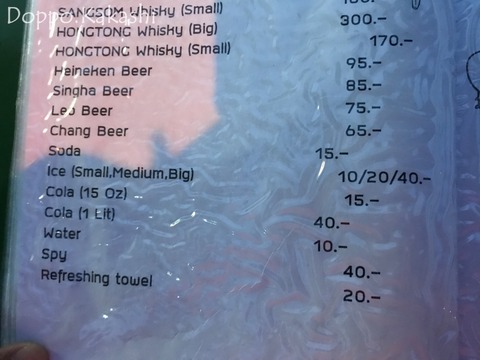 Doppo.Kakashi
SANGSOM Whisky (Small)
HONGTONG Whisky (Big) 300.-
HONGTONG Whisky (Small) 170.-
Heineken Beer 95.-
Singha Beer 85.-
Leo Beer 75.-
Chang Beer 65.-
Soda 15.-
Ice (Small,Medium,Big) 10/20/40.-
Cola (15 Oz) 15.-
Cola (1 Lit) 40.-
Water 10.-
Spy 40.-
Refreshing towel 20.-